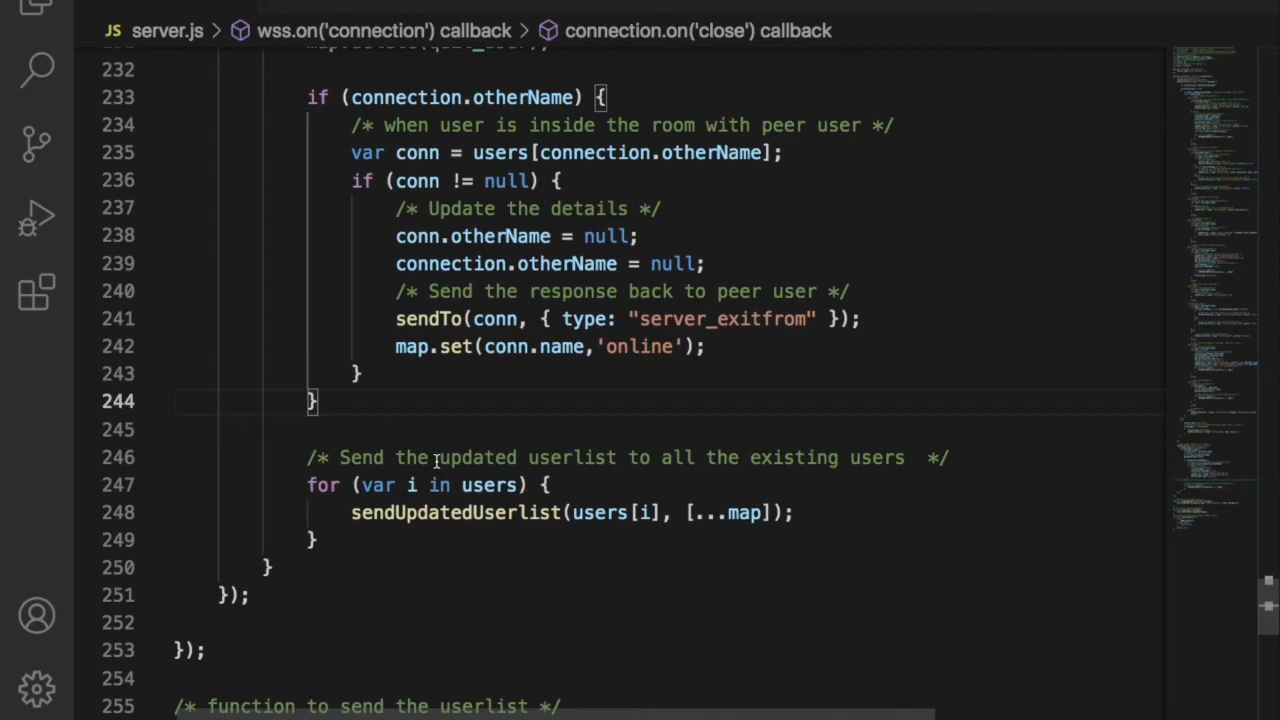 JS server.js > wss.on('connection') callback > connection.on('close') callback
232
233 if (connection.otherName) {
234 /* when user is inside the room with peer user */
235 var conn = users[connection.otherName];
236 if (conn != null) {
237 /* Update the details */
238 conn.otherName = null;
239 connection.otherName = null;
240 /* Send the response back to peer user */
241 sendTo(conn, { type: "server_exitfrom" });
242 map.set(conn.name,'online');
243 }
244 }
245
246 /* Send the updated userlist to all the existing users  */
247 for (var i in users) {
248 sendUpdatedUserlist(users[i], [...map]);
249 }
250 }
251 });
252
253 });
254
255 /* function to send the userlist */